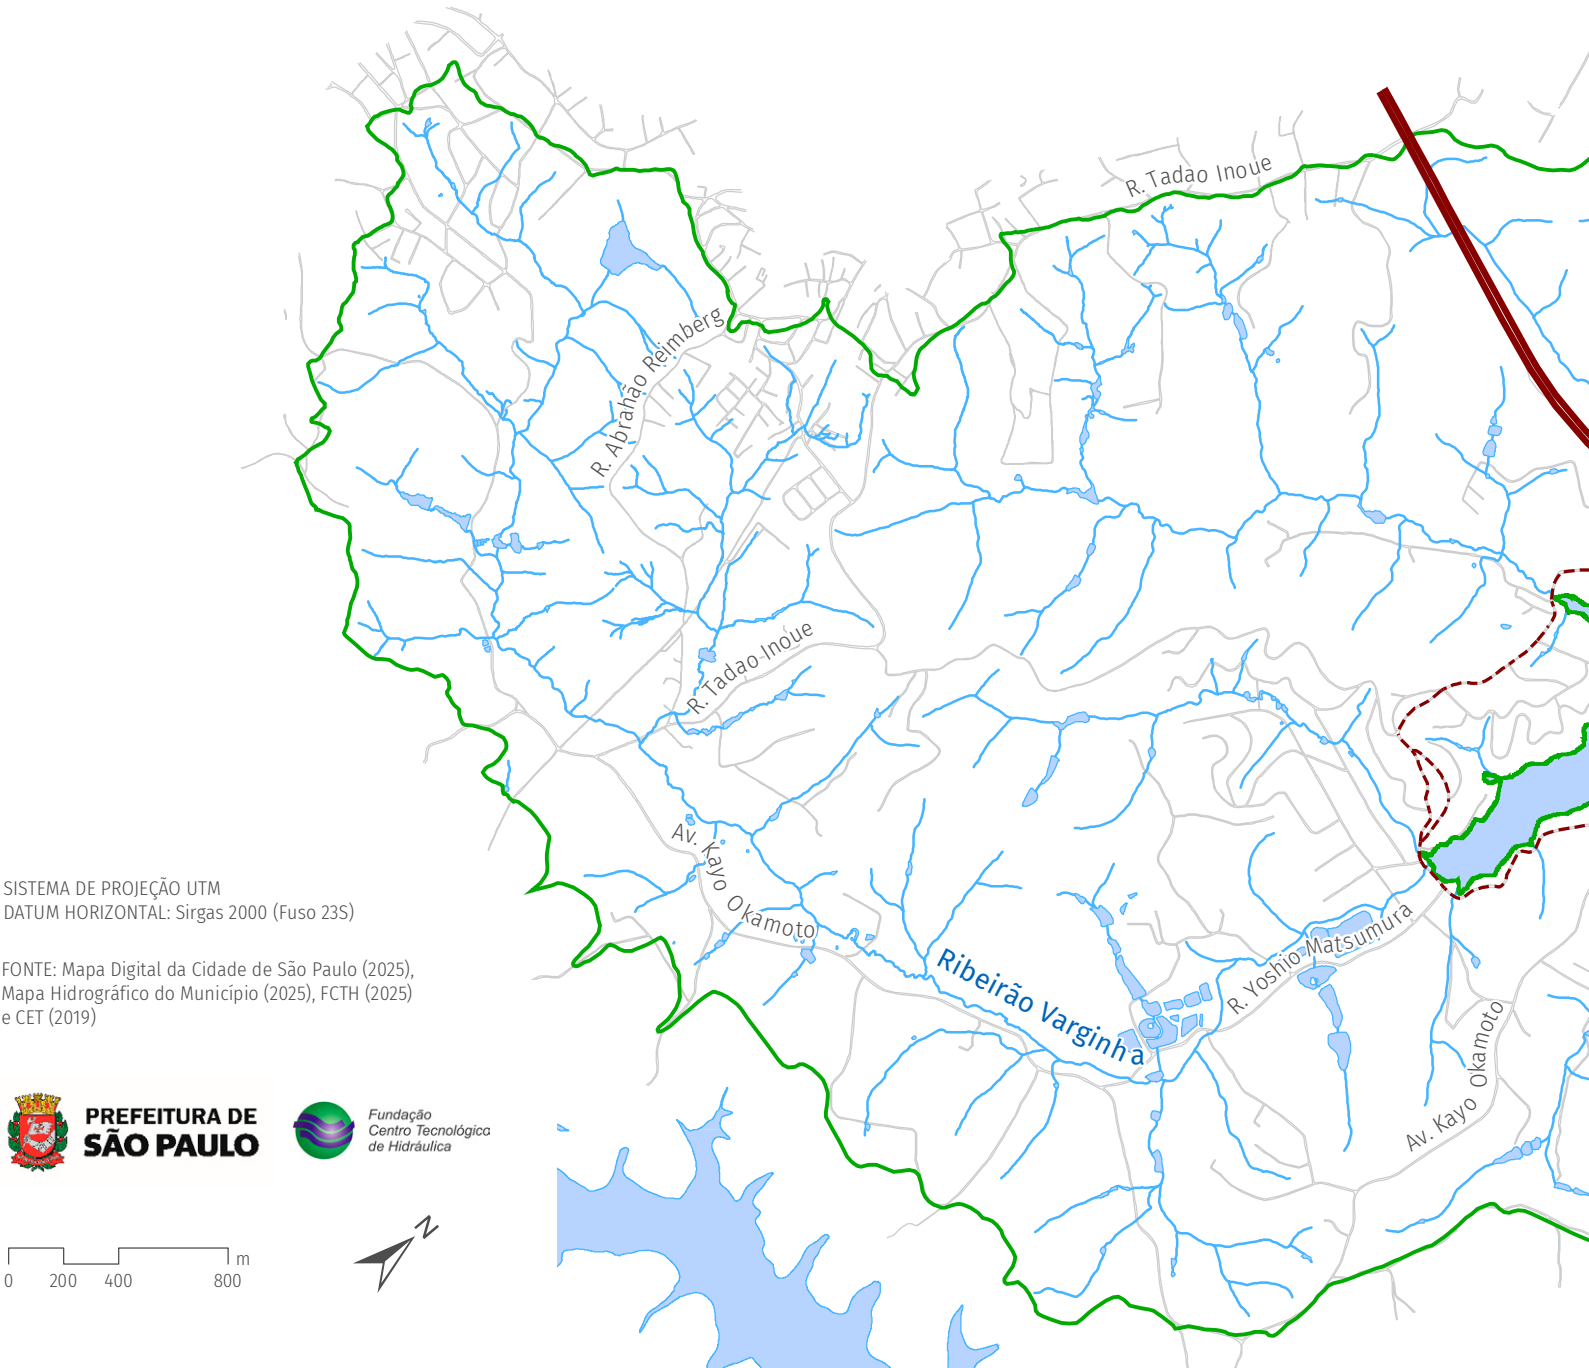 R. Tadao Inoue
R. Abrahão Reimberg
R. Tadao Inoue
Av. Kayo Okamoto
Ribeirão Varginha
R. Yoshio Matsumura
Av. Kayo Okamoto
SISTEMA DE PROJEÇÃO UTM
DATUM HORIZONTAL: Sirgas 2000 (Fuso 23S)
FONTE: Mapa Digital da Cidade de São Paulo (2025),
Mapa Hidrográfico do Município (2025), FCTH (2025)
e CET (2019)
PREFEITURA DE
SÃO PAULO
Fundação
Centro Tecnológica
de Hidráulica
N
m
0 200 400 800